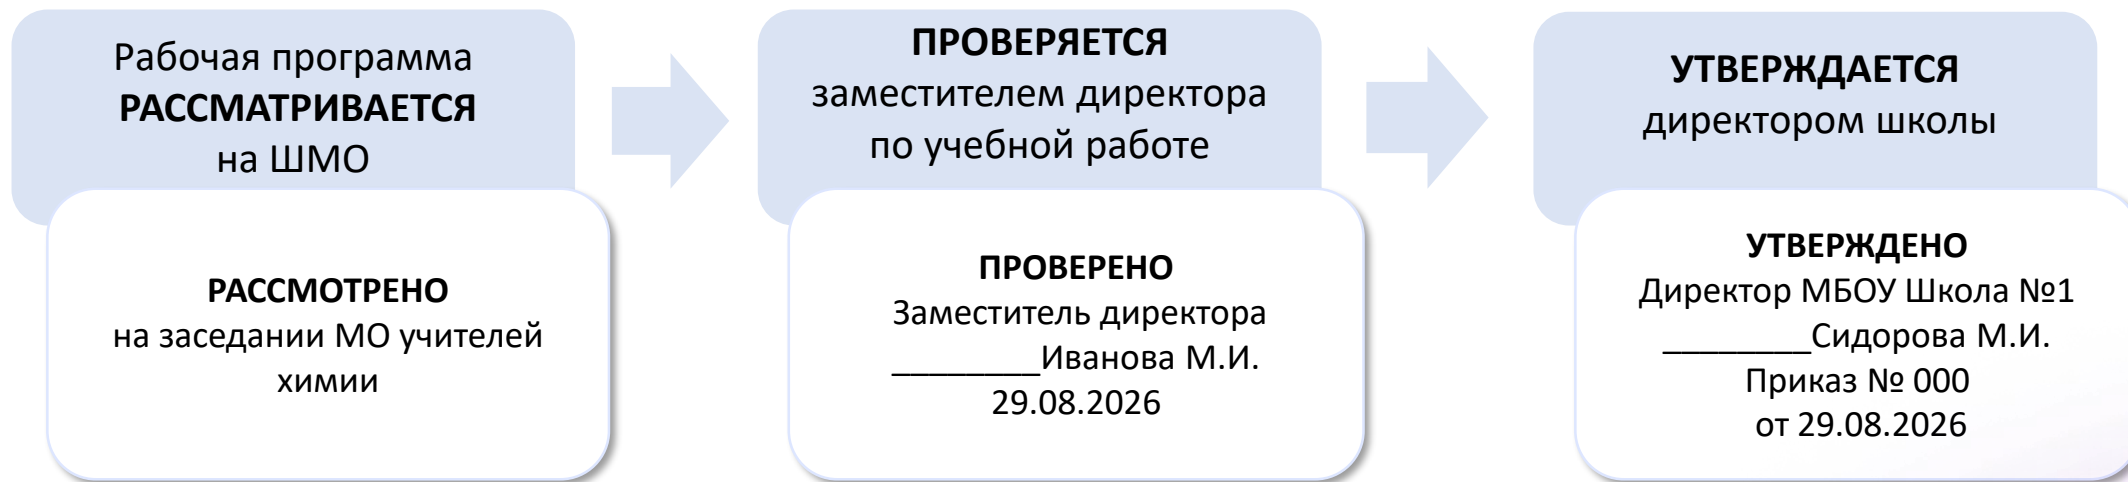 Рабочая программа
РАССМАТРИВАЕТСЯ
на ШМО
РАССМОТРЕНО
на заседании МО учителей
химии
ПРОВЕРЯЕТСЯ
заместителем директора
по учебной работе
ПРОВЕРЕНО
Заместитель директора
________Иванова М.И.
29.08.2026
УТВЕРЖДАЕТСЯ
директором школы
УТВЕРЖДЕНО
Директор МБОУ Школа №1
________Сидорова М.И.
Приказ № 000
от 29.08.2026